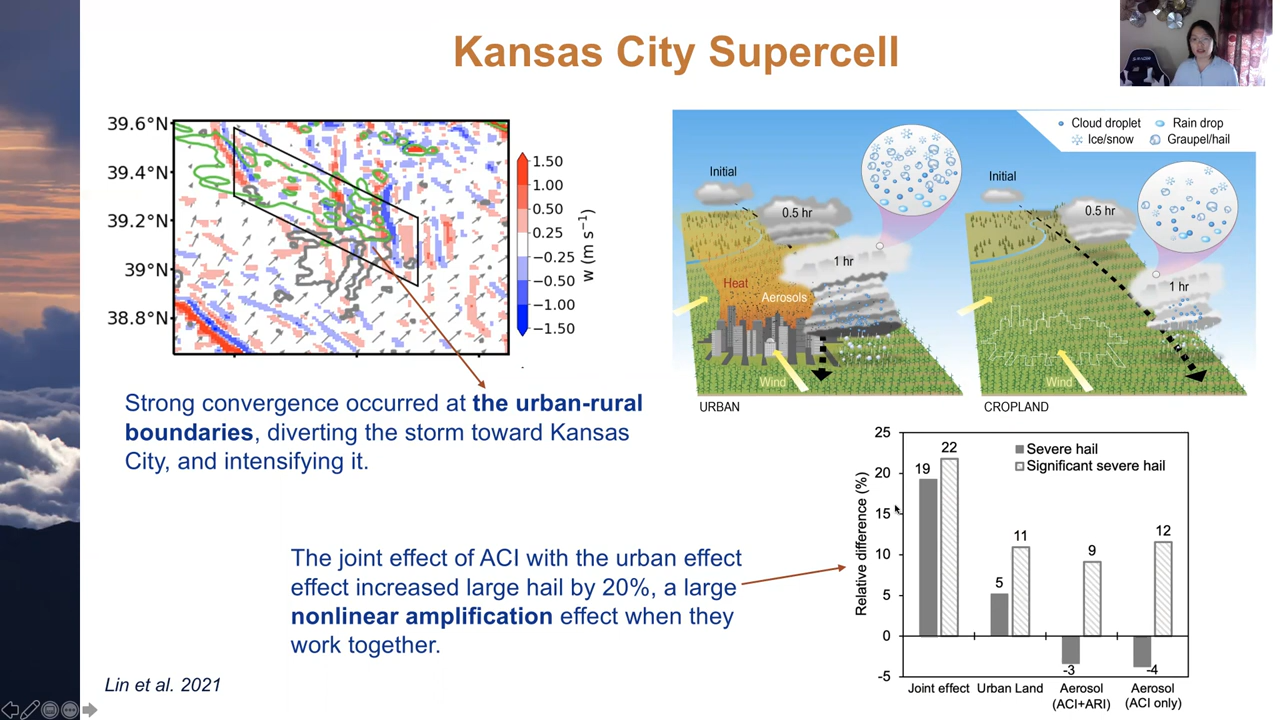 Kansas City Supercell
39.6°N
39.4°N
39.2°N
39°N
38.8°N
1.50
1.00
0.50
0.25
−0.25
−0.50
−1.00
−1.50
w (m s⁻¹)
Cloud droplet
Rain drop
Ice/snow
Graupel/hail
Initial
0.5 hr
1 hr
Heat
Aerosols
Wind
URBAN
Initial
0.5 hr
1 hr
Wind
CROPLAND
Strong convergence occurred at the urban-rural
boundaries, diverting the storm toward Kansas
City, and intensifying it.
The joint effect of ACI with the urban effect
effect increased large hail by 20%, a large
nonlinear amplification effect when they
work together.
Relative difference (%)
25
20
15
10
5
0
-5
Severe hail
Significant severe hail
19
22
5
11
-3
9
-4
12
Joint effect
Urban Land
Aerosol
(ACI+ARI)
Aerosol
(ACI only)
Lin et al. 2021